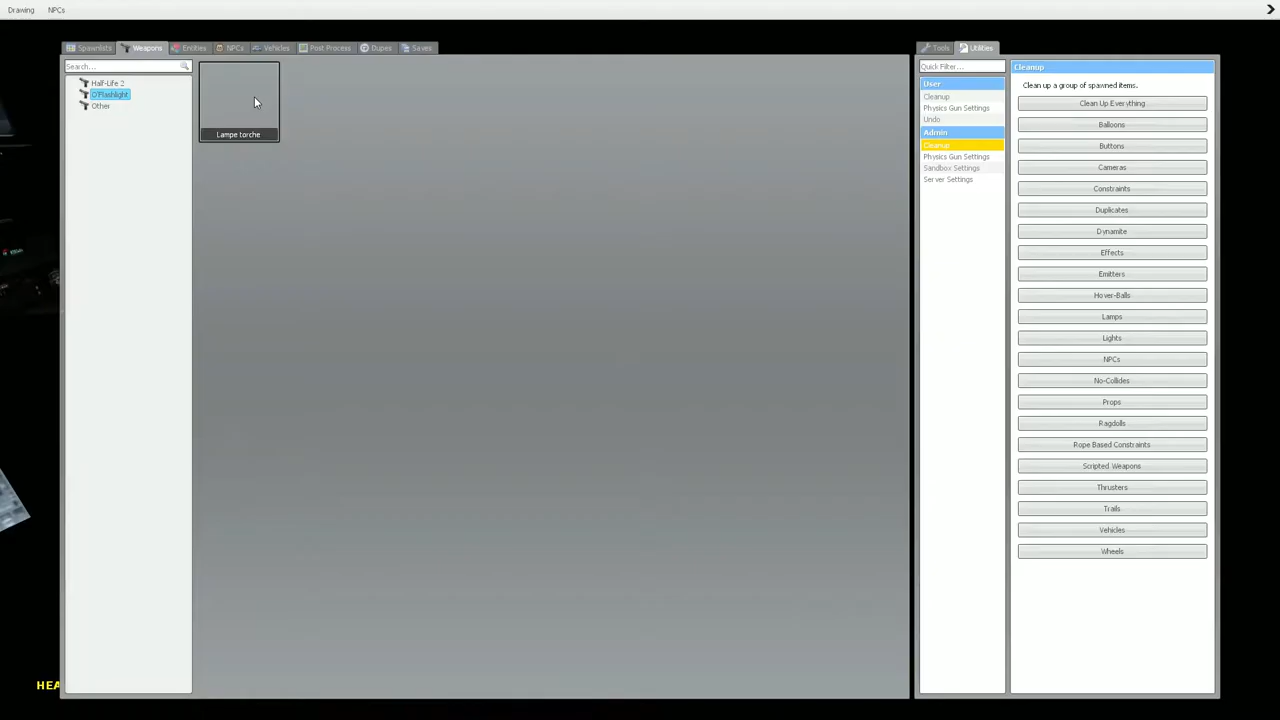 Drawing NPCs
Spawnlists Weapons Entities NPCs Vehicles Post Process Dupes Saves
Search...
Half-Life 2
O'Flashlight
Other
Lampe torche
HEA
Tools Utilities
Quick Filter...
User
Cleanup
Physics Gun Settings
Undo
Admin
Cleanup
Physics Gun Settings
Sandbox Settings
Server Settings
Cleanup
Clean up a group of spawned items.
Clean Up Everything
Balloons
Buttons
Cameras
Constraints
Duplicates
Dynamite
Effects
Emitters
Hover-Balls
Lamps
Lights
NPCs
No-Collides
Props
Ragdolls
Rope Based Constraints
Scripted Weapons
Thrusters
Trails
Vehicles
Wheels